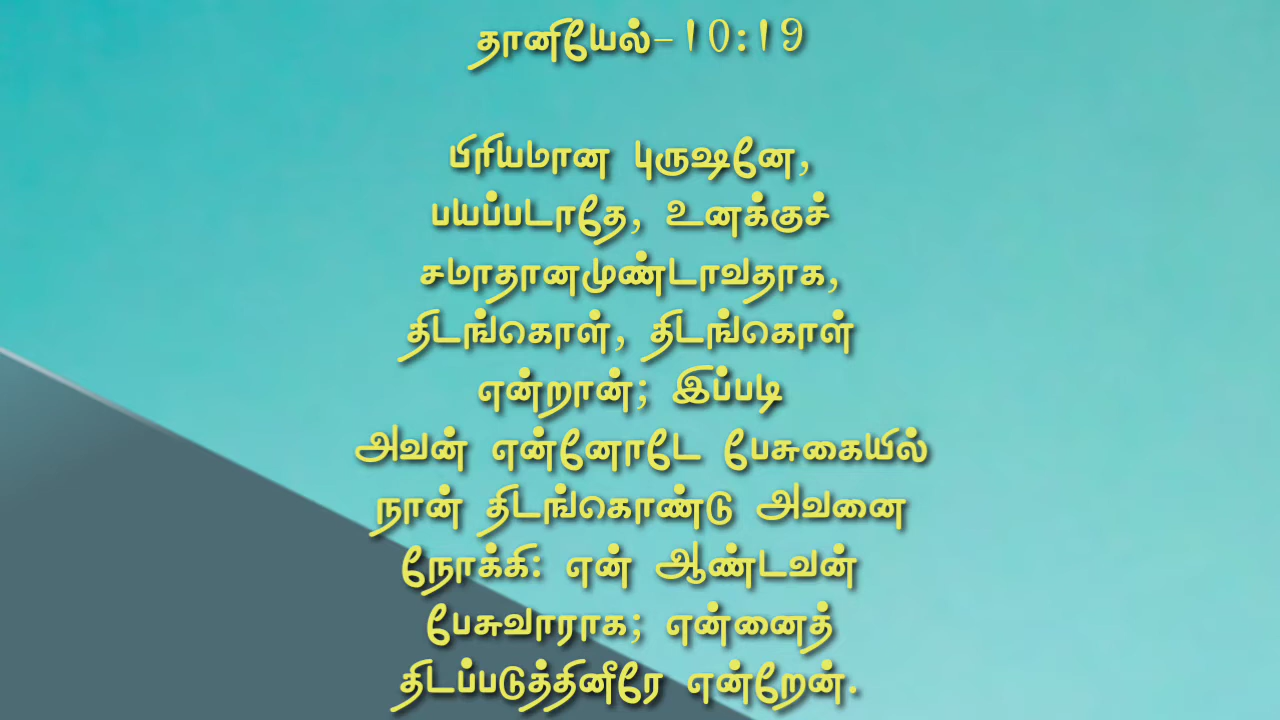 தானியேல்-10:19
பிரியமான புருஷனே,
பயப்படாதே, உனக்குச்
சமாதானமுண்டாவதாக,
திடங்கொள், திடங்கொள்
என்றான்; இப்படி
அவன் என்னோடே பேசுகையில்
நான் திடங்கொண்டு அவனை
நோக்கி: என் ஆண்டவன்
பேசுவாராக; என்னைத்
திடப்படுத்தினீரே என்றேன்.